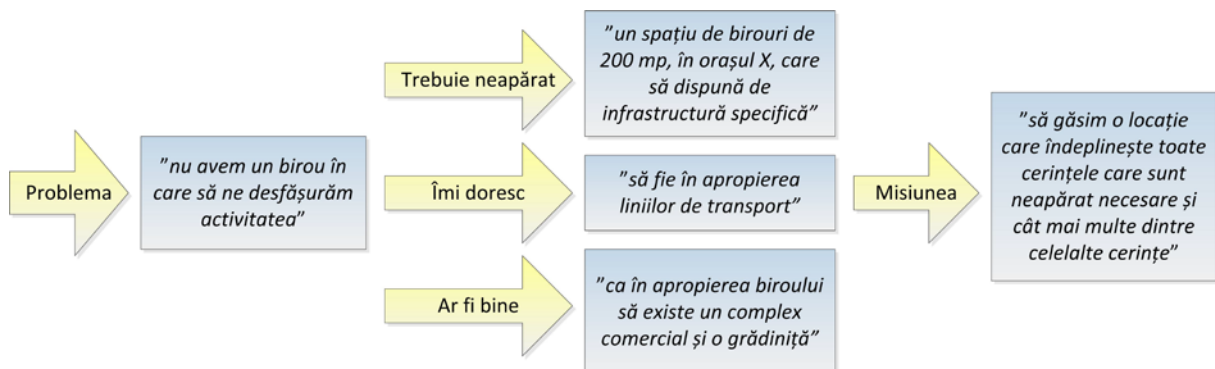 Problema
”nu avem un birou în
care să ne desfășurăm
activitatea”
Trebuie neapărat
”un spațiu de birouri de
200 mp, în orașul X, care
să dispună de
infrastructură specifică”
Îmi doresc
”să fie în apropierea
liniilor de transport”
Ar fi bine
”ca în apropierea biroului
să existe un complex
comercial și o grădiniță”
Misiunea
”să găsim o locație
care îndeplinește toate
cerințele care sunt
neapărat necesare și
cât mai multe dintre
celelalte cerințe”